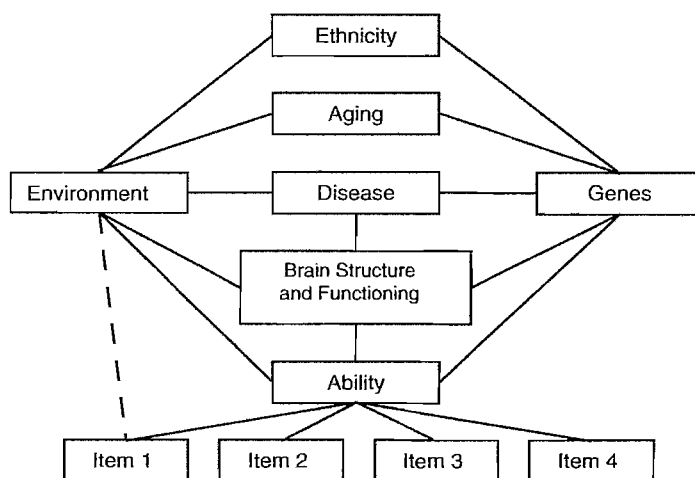 Ethnicity
Aging
Environment
Disease
Genes
Brain Structure
and Functioning
Ability
Item 1
Item 2
Item 3
Item 4